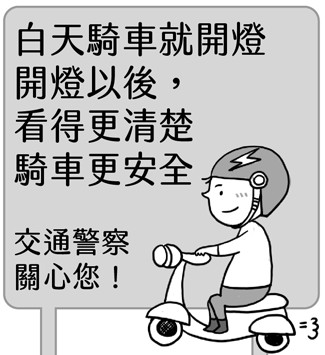 白天騎車就開燈
開燈以後，
看得更清楚
騎車更安全
交通警察
關心您！